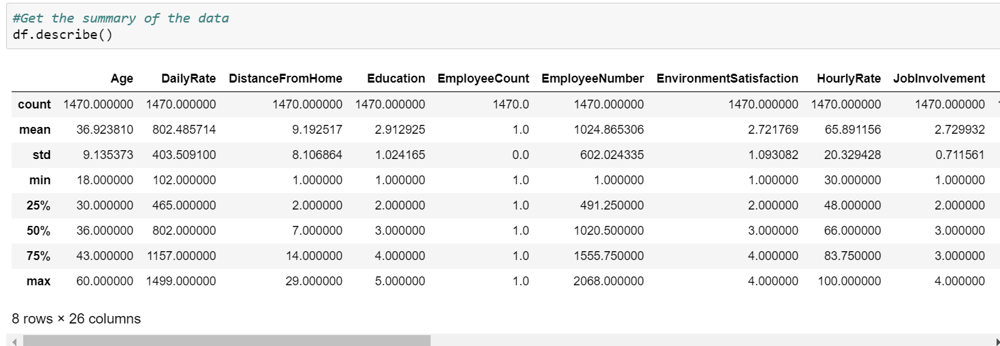 #Get the summary of the data
df.describe()
Age DailyRate DistanceFromHome Education EmployeeCount EmployeeNumber EnvironmentSatisfaction HourlyRate JobInvolvement
count 1470.000000 1470.000000 1470.000000 1470.000000 1470.0 1470.000000 1470.000000 1470.000000 1470.000000
mean 36.923810 802.485714 9.192517 2.912925 1.0 1024.865306 2.721769 65.891156 2.729932
std 9.135373 403.509100 8.106864 1.024165 0.0 602.024335 1.093082 20.329428 0.711561
min 18.000000 102.000000 1.000000 1.000000 1.0 1.000000 1.000000 30.000000 1.000000
25% 30.000000 465.000000 2.000000 2.000000 1.0 491.250000 2.000000 48.000000 2.000000
50% 36.000000 802.000000 7.000000 3.000000 1.0 1020.500000 3.000000 66.000000 3.000000
75% 43.000000 1157.000000 14.000000 4.000000 1.0 1555.750000 4.000000 83.750000 3.000000
max 60.000000 1499.000000 29.000000 5.000000 1.0 2068.000000 4.000000 100.000000 4.000000
8 rows × 26 columns